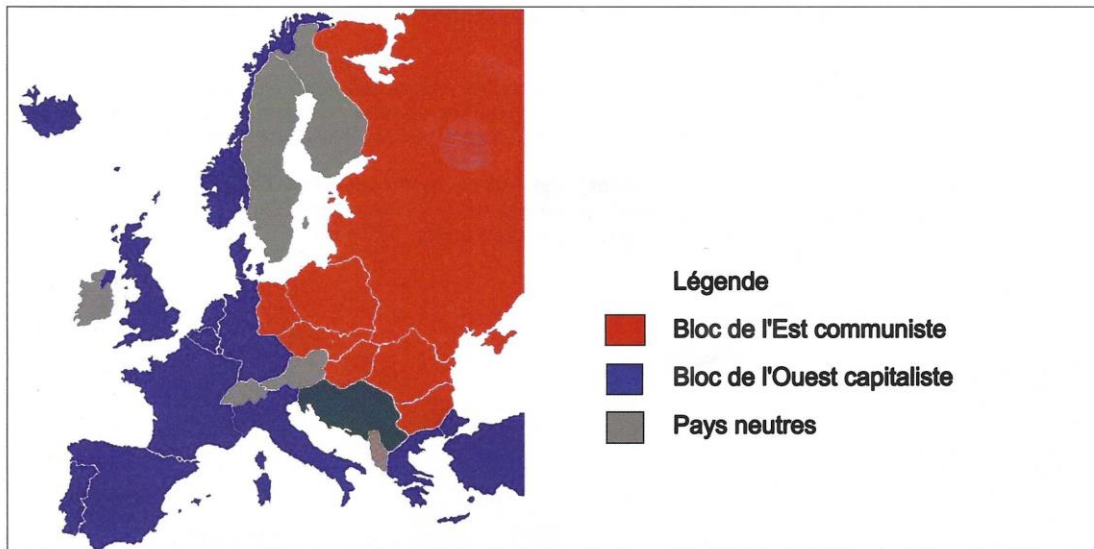 Légende
Bloc de l'Est communiste
Bloc de l'Ouest capitaliste
Pays neutres